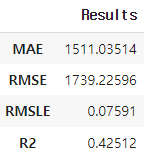 Results
MAE 1511.03514
RMSE 1739.22596
RMSLE 0.07591
R2 0.42512